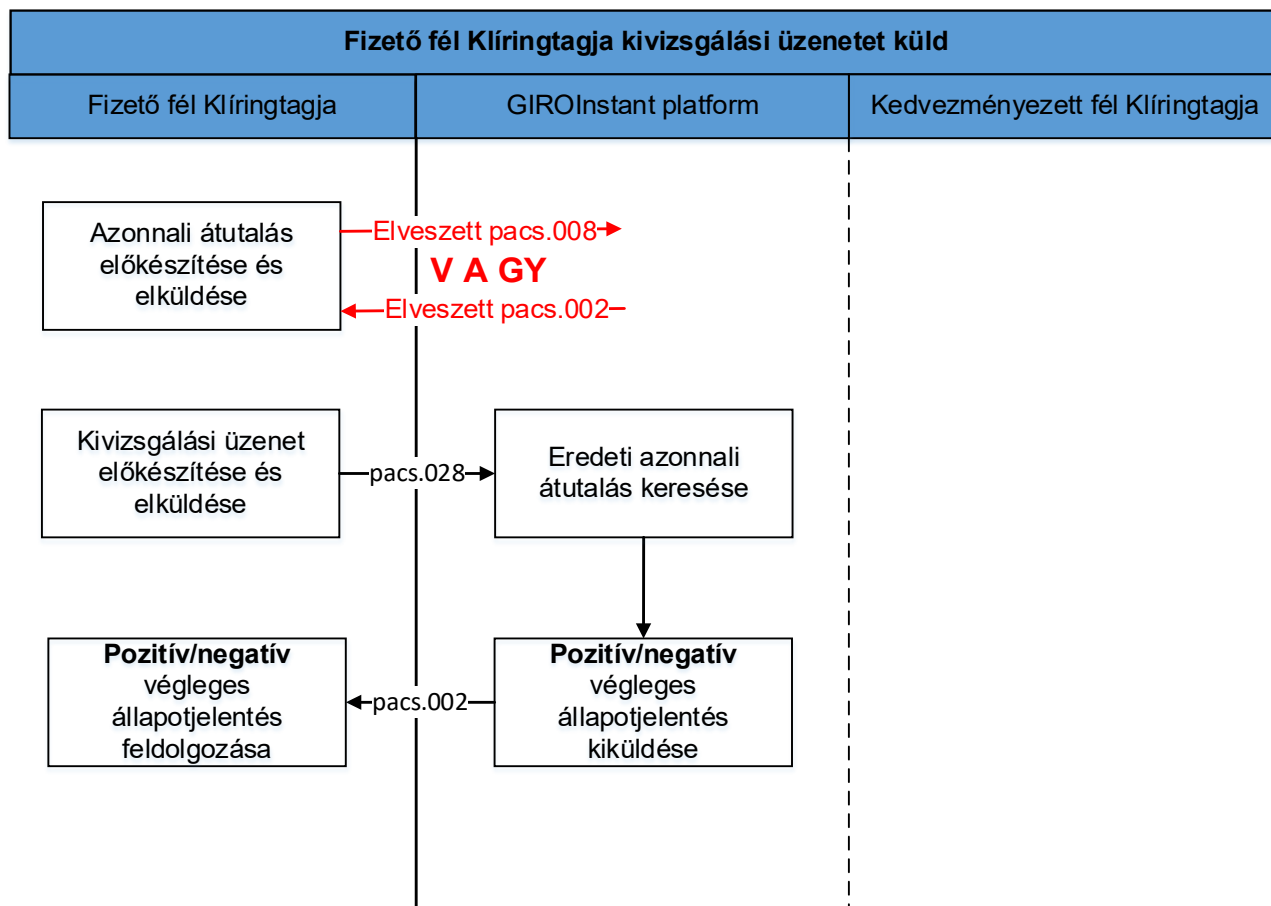 Fizető fél Klíringtagja kivizsgálási üzenetet küld
Fizető fél Klíringtagja
GIROInstant platform
Kedvezményezett fél Klíringtagja
Azonnali átutalás
előkészítése és
elküldése
Elveszett pacs.008
V A GY
Elveszett pacs.002
Kivizsgálási üzenet
előkészítése és
elküldése
pacs.028
Eredeti azonnali
átutalás keresése
Pozitív/negatív
végleges
állapotjelentés
feldolgozása
pacs.002
Pozitív/negatív
végleges
állapotjelentés
kiküldése